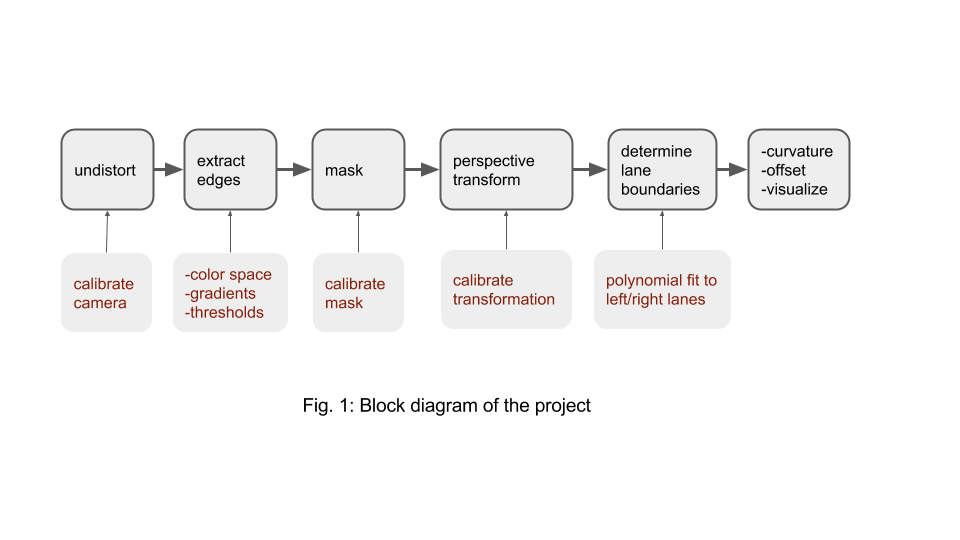 undistort
extract
edges
mask
perspective
transform
determine
lane
boundaries
-curvature
-offset
-visualize
calibrate
camera
-color space
-gradients
-thresholds
calibrate
mask
calibrate
transformation
polynomial fit to
left/right lanes
Fig. 1: Block diagram of the project